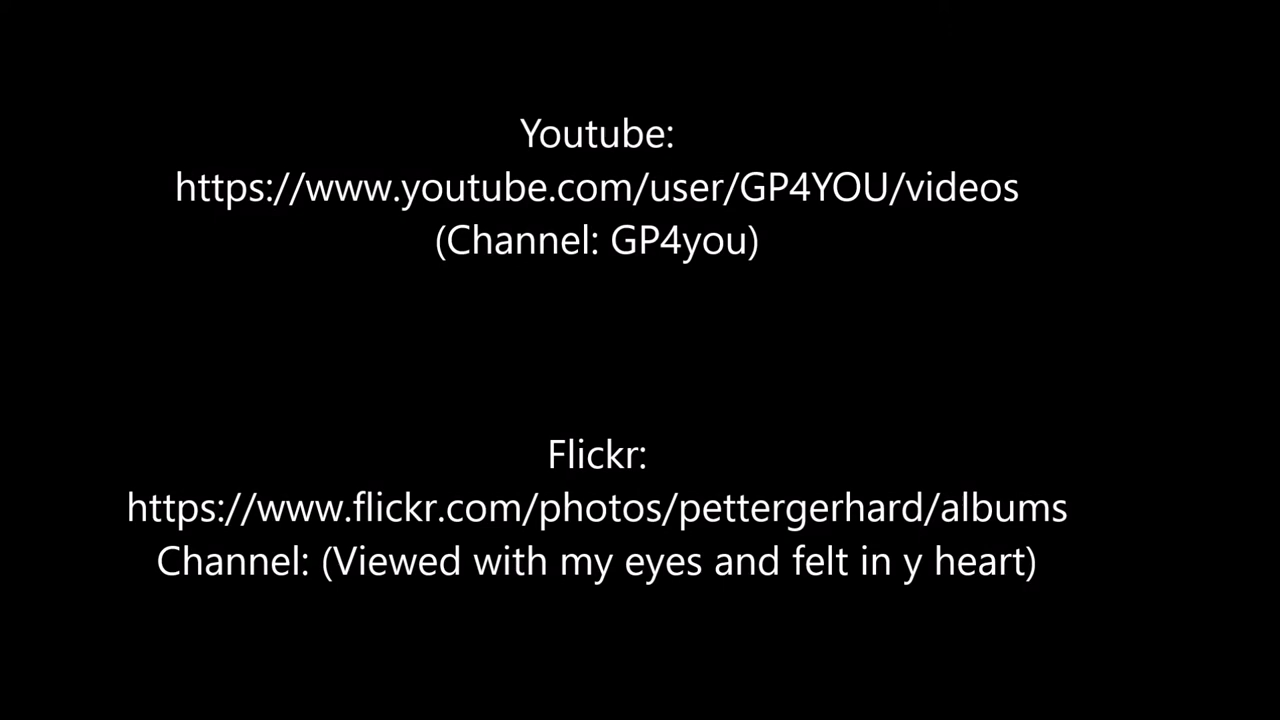 Youtube:
https://www.youtube.com/user/GP4YOU/videos
(Channel: GP4you)
Flickr:
https://www.flickr.com/photos/pettergerhard/albums
Channel: (Viewed with my eyes and felt in y heart)